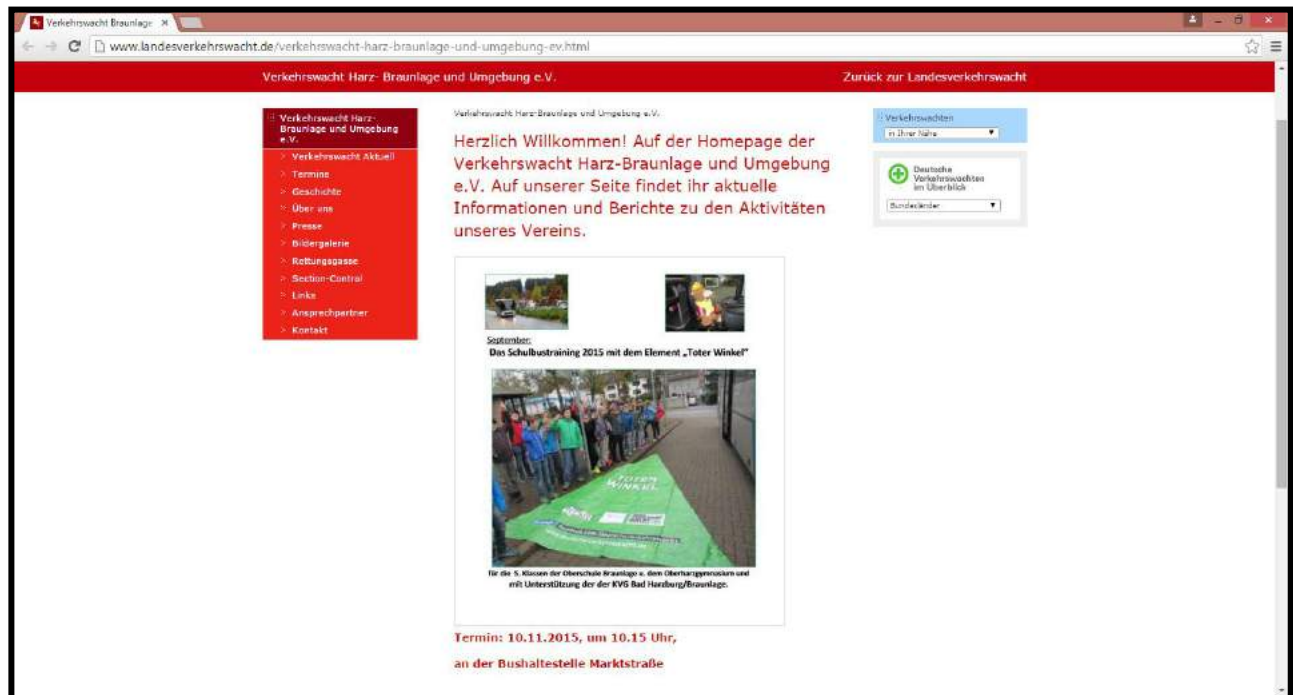 Verkehrswacht Braunlage
www.landesverkehrswacht.de/verkehrswacht-harz-braunlage-und-umgebung-ev.html
Verkehrswacht Harz- Braunlage und Umgebung e.V.
Zurück zur Landesverkehrswacht
Verkehrswacht Harz-
Braunlage und Umgebung
e.V.
> Verkehrswacht Aktuell
> Termine
> Geschichte
> Über uns
> Presse
> Bildergalerie
> Rettungsgasse
> Section-Control
> Links
> Ansprechpartner
> Kontakt
Verkehrswacht Harz-Braunlage und Umgebung e.V.
Herzlich Willkommen! Auf der Homepage der
Verkehrswacht Harz-Braunlage und Umgebung
e.V. Auf unserer Seite findet ihr aktuelle
Informationen und Berichte zu den Aktivitäten
unseres Vereins.
September:
Das Schulbustraining 2015 mit dem Element „Toter Winkel"
TOTER
WINKEL
für die 5. Klassen der Oberschule Braunlage u. dem Oberharzgymnasium und
mit Unterstützung der der KVG Bad Harzburg/Braunlage.
Termin: 10.11.2015, um 10.15 Uhr,
an der Bushaltestelle Marktstraße
Verkehrswachten
in Ihrer Nähe
Deutsche
Verkehrswachten
im Überblick
Bundesländer